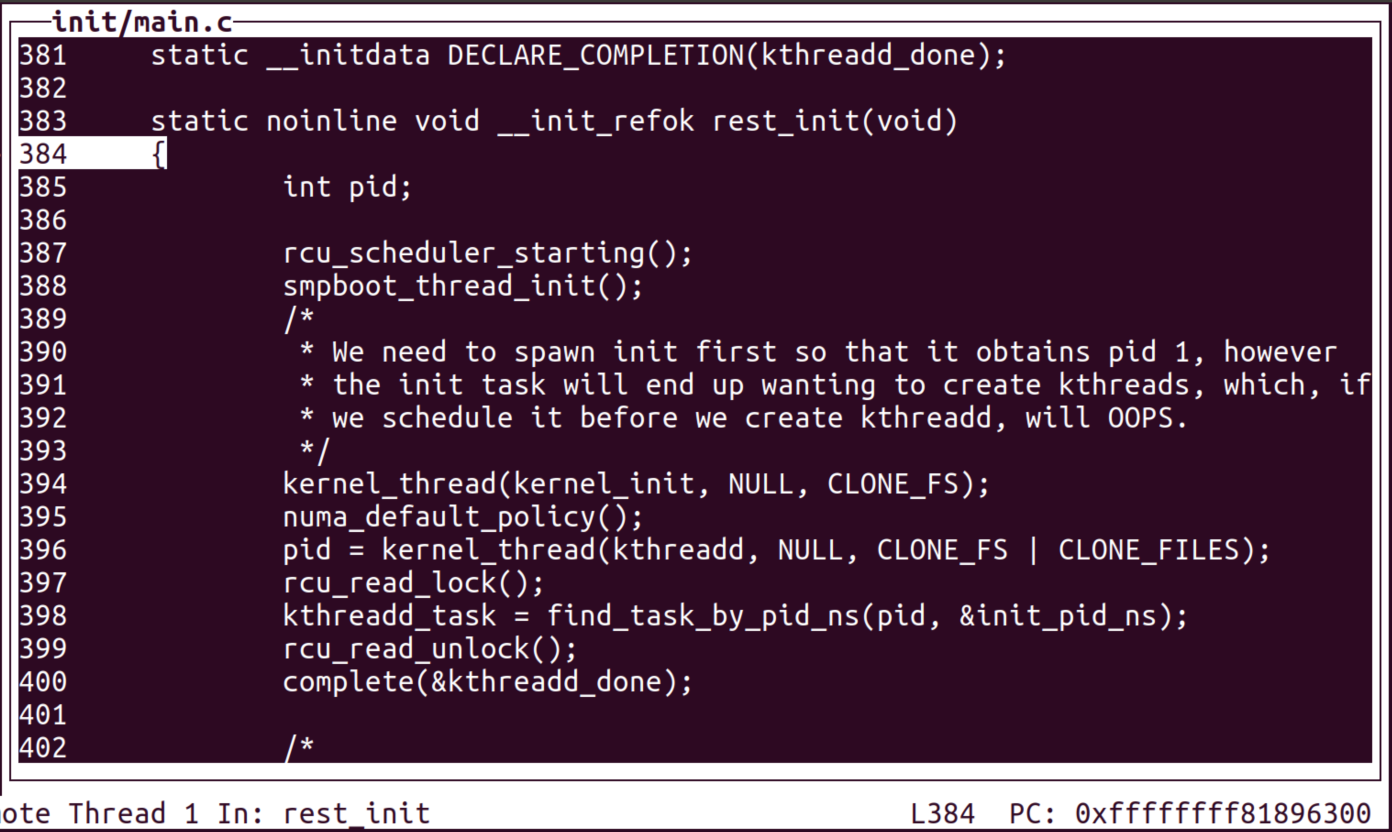 init/main.c
381     static __initdata DECLARE_COMPLETION(kthreadd_done);
382
383     static noinline void __init_refok rest_init(void)
384     {
385             int pid;
386
387             rcu_scheduler_starting();
388             smpboot_thread_init();
389             /*
390              * We need to spawn init first so that it obtains pid 1, however
391              * the init task will end up wanting to create kthreads, which, if
392              * we schedule it before we create kthreadd, will OOPS.
393              */
394             kernel_thread(kernel_init, NULL, CLONE_FS);
395             numa_default_policy();
396             pid = kernel_thread(kthreadd, NULL, CLONE_FS | CLONE_FILES);
397             rcu_read_lock();
398             kthreadd_task = find_task_by_pid_ns(pid, &init_pid_ns);
399             rcu_read_unlock();
400             complete(&kthreadd_done);
401
402             /*
ote Thread 1 In: rest_init                             L384  PC: 0xffffffff81896300